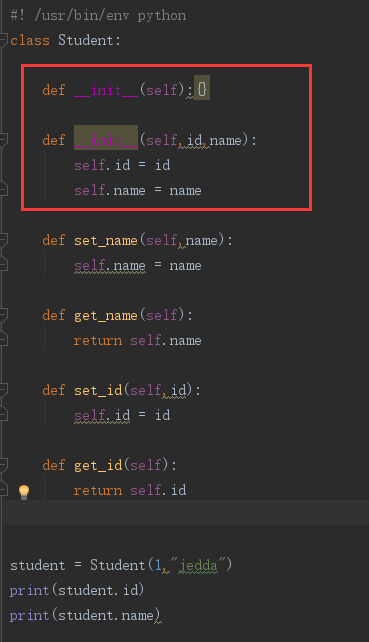 #! /usr/bin/env python
class Student:
def __init__(self):{}
def __init__(self,id,name):
self.id = id
self.name = name
def set_name(self,name):
self.name = name
def get_name(self):
return self.name
def set_id(self,id):
self.id = id
def get_id(self):
return self.id
student = Student(1,"jedda")
print(student.id)
print(student.name)